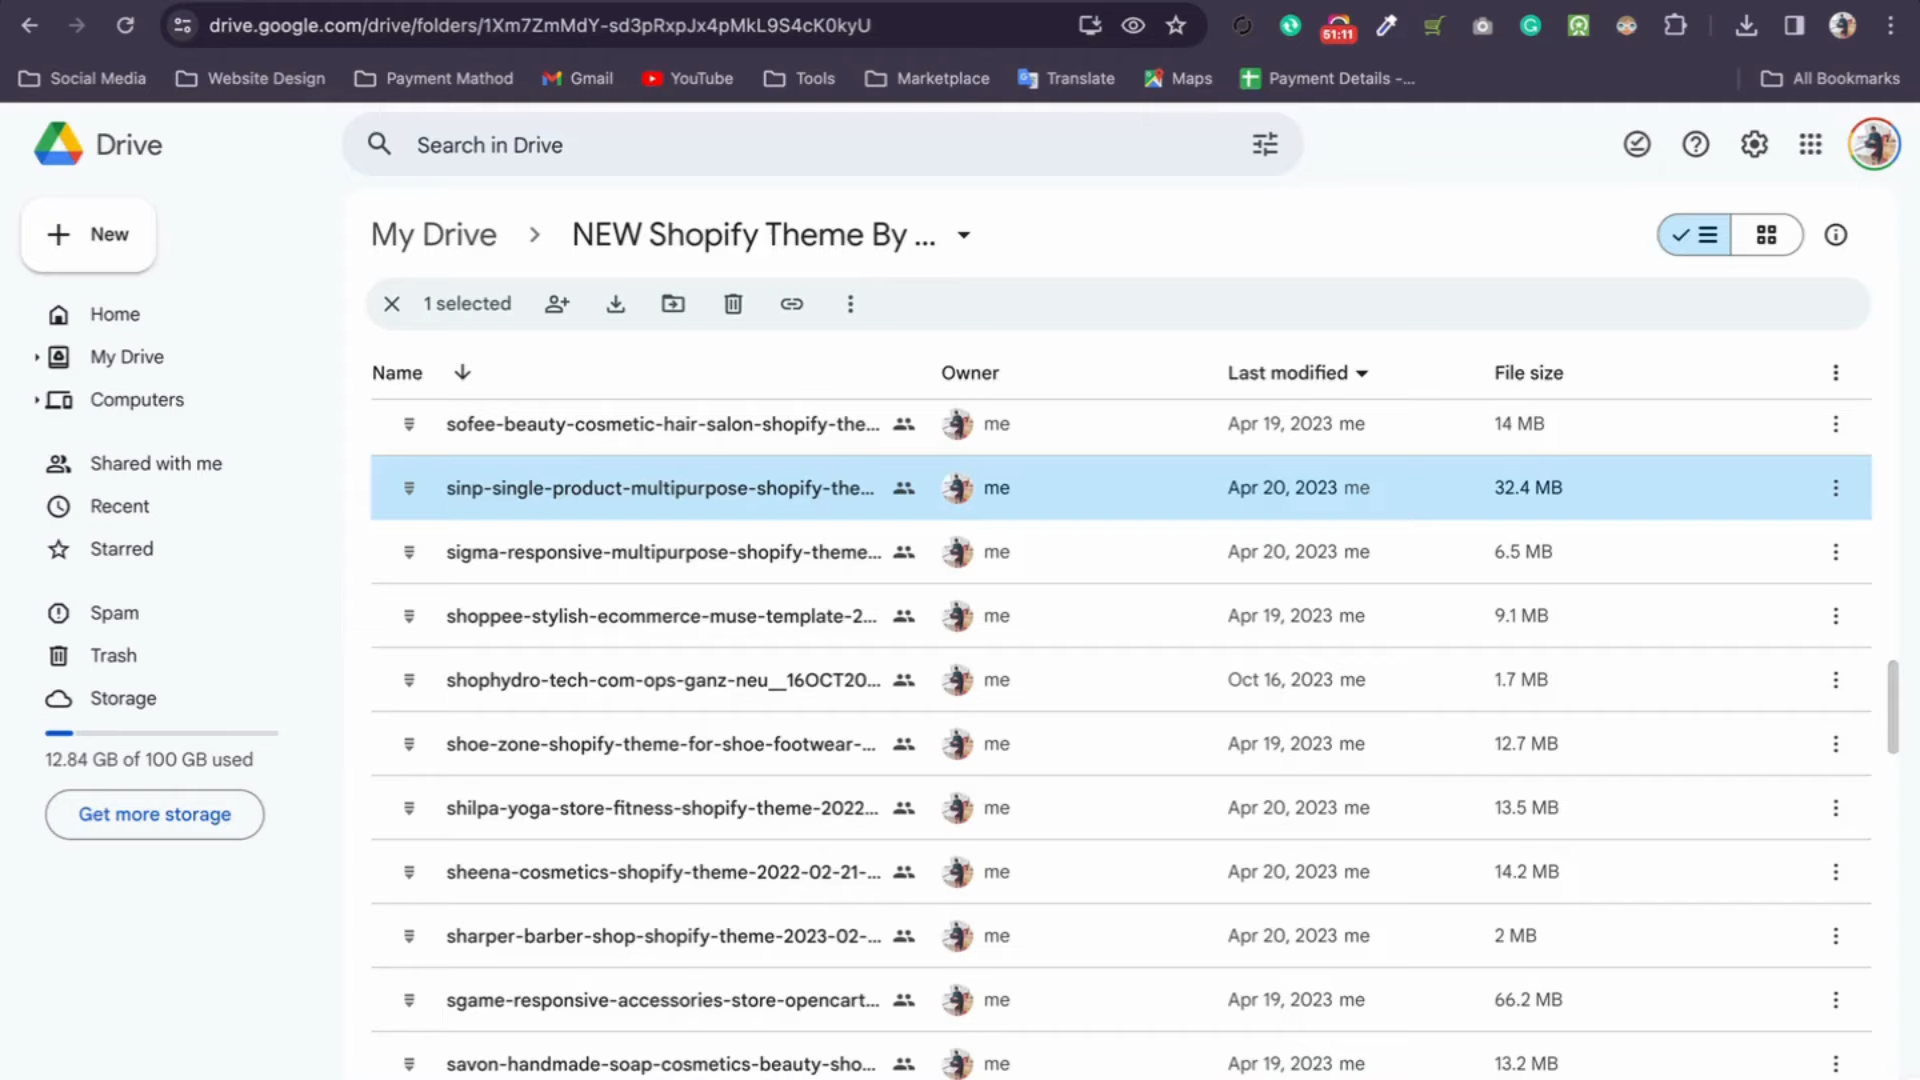 drive.google.com/drive/folders/1Xm7ZmMdY-sd3pRxpJx4pMkL9S4cK0kyU
51:11
Social Media
Website Design
Payment Mathod
Gmail
YouTube
Tools
Marketplace
Translate
Maps
Payment Details -...
All Bookmarks
Drive
Search in Drive
New
My Drive > NEW Shopify Theme By ...
1 selected
Home
My Drive
Computers
Shared with me
Recent
Starred
Spam
Trash
Storage
12.84 GB of 100 GB used
Get more storage
Name Owner Last modified File size
sofee-beauty-cosmetic-hair-salon-shopify-the... me Apr 19, 2023 me 14 MB
sinp-single-product-multipurpose-shopify-the... me Apr 20, 2023 me 32.4 MB
sigma-responsive-multipurpose-shopify-theme... me Apr 20, 2023 me 6.5 MB
shoppee-stylish-ecommerce-muse-template-2... me Apr 19, 2023 me 9.1 MB
shophydro-tech-com-ops-ganz-neu__16OCT20... me Oct 16, 2023 me 1.7 MB
shoe-zone-shopify-theme-for-shoe-footwear-... me Apr 19, 2023 me 12.7 MB
shilpa-yoga-store-fitness-shopify-theme-2022... me Apr 20, 2023 me 13.5 MB
sheena-cosmetics-shopify-theme-2022-02-21-... me Apr 20, 2023 me 14.2 MB
sharper-barber-shop-shopify-theme-2023-02-... me Apr 20, 2023 me 2 MB
sgame-responsive-accessories-store-opencart... me Apr 19, 2023 me 66.2 MB
savon-handmade-soap-cosmetics-beauty-sho... me Apr 19, 2023 me 13.2 MB